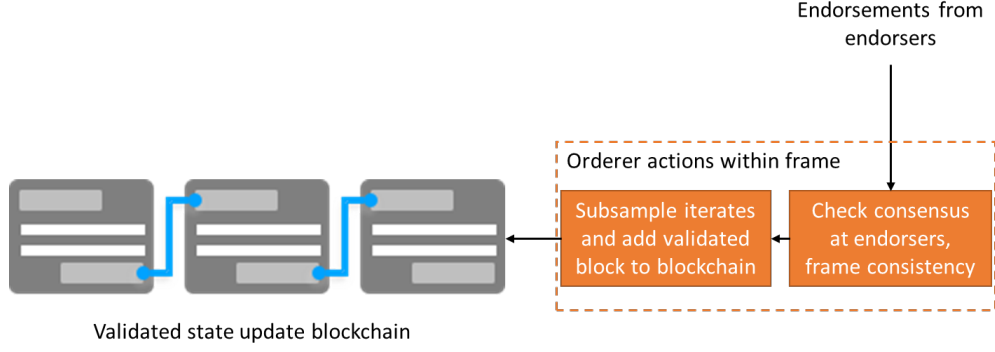 Endorsements from
endorsers
Orderer actions within frame
Subsample iterates
and add validated
block to blockchain
Check consensus
at endorsers,
frame consistency
Validated state update blockchain